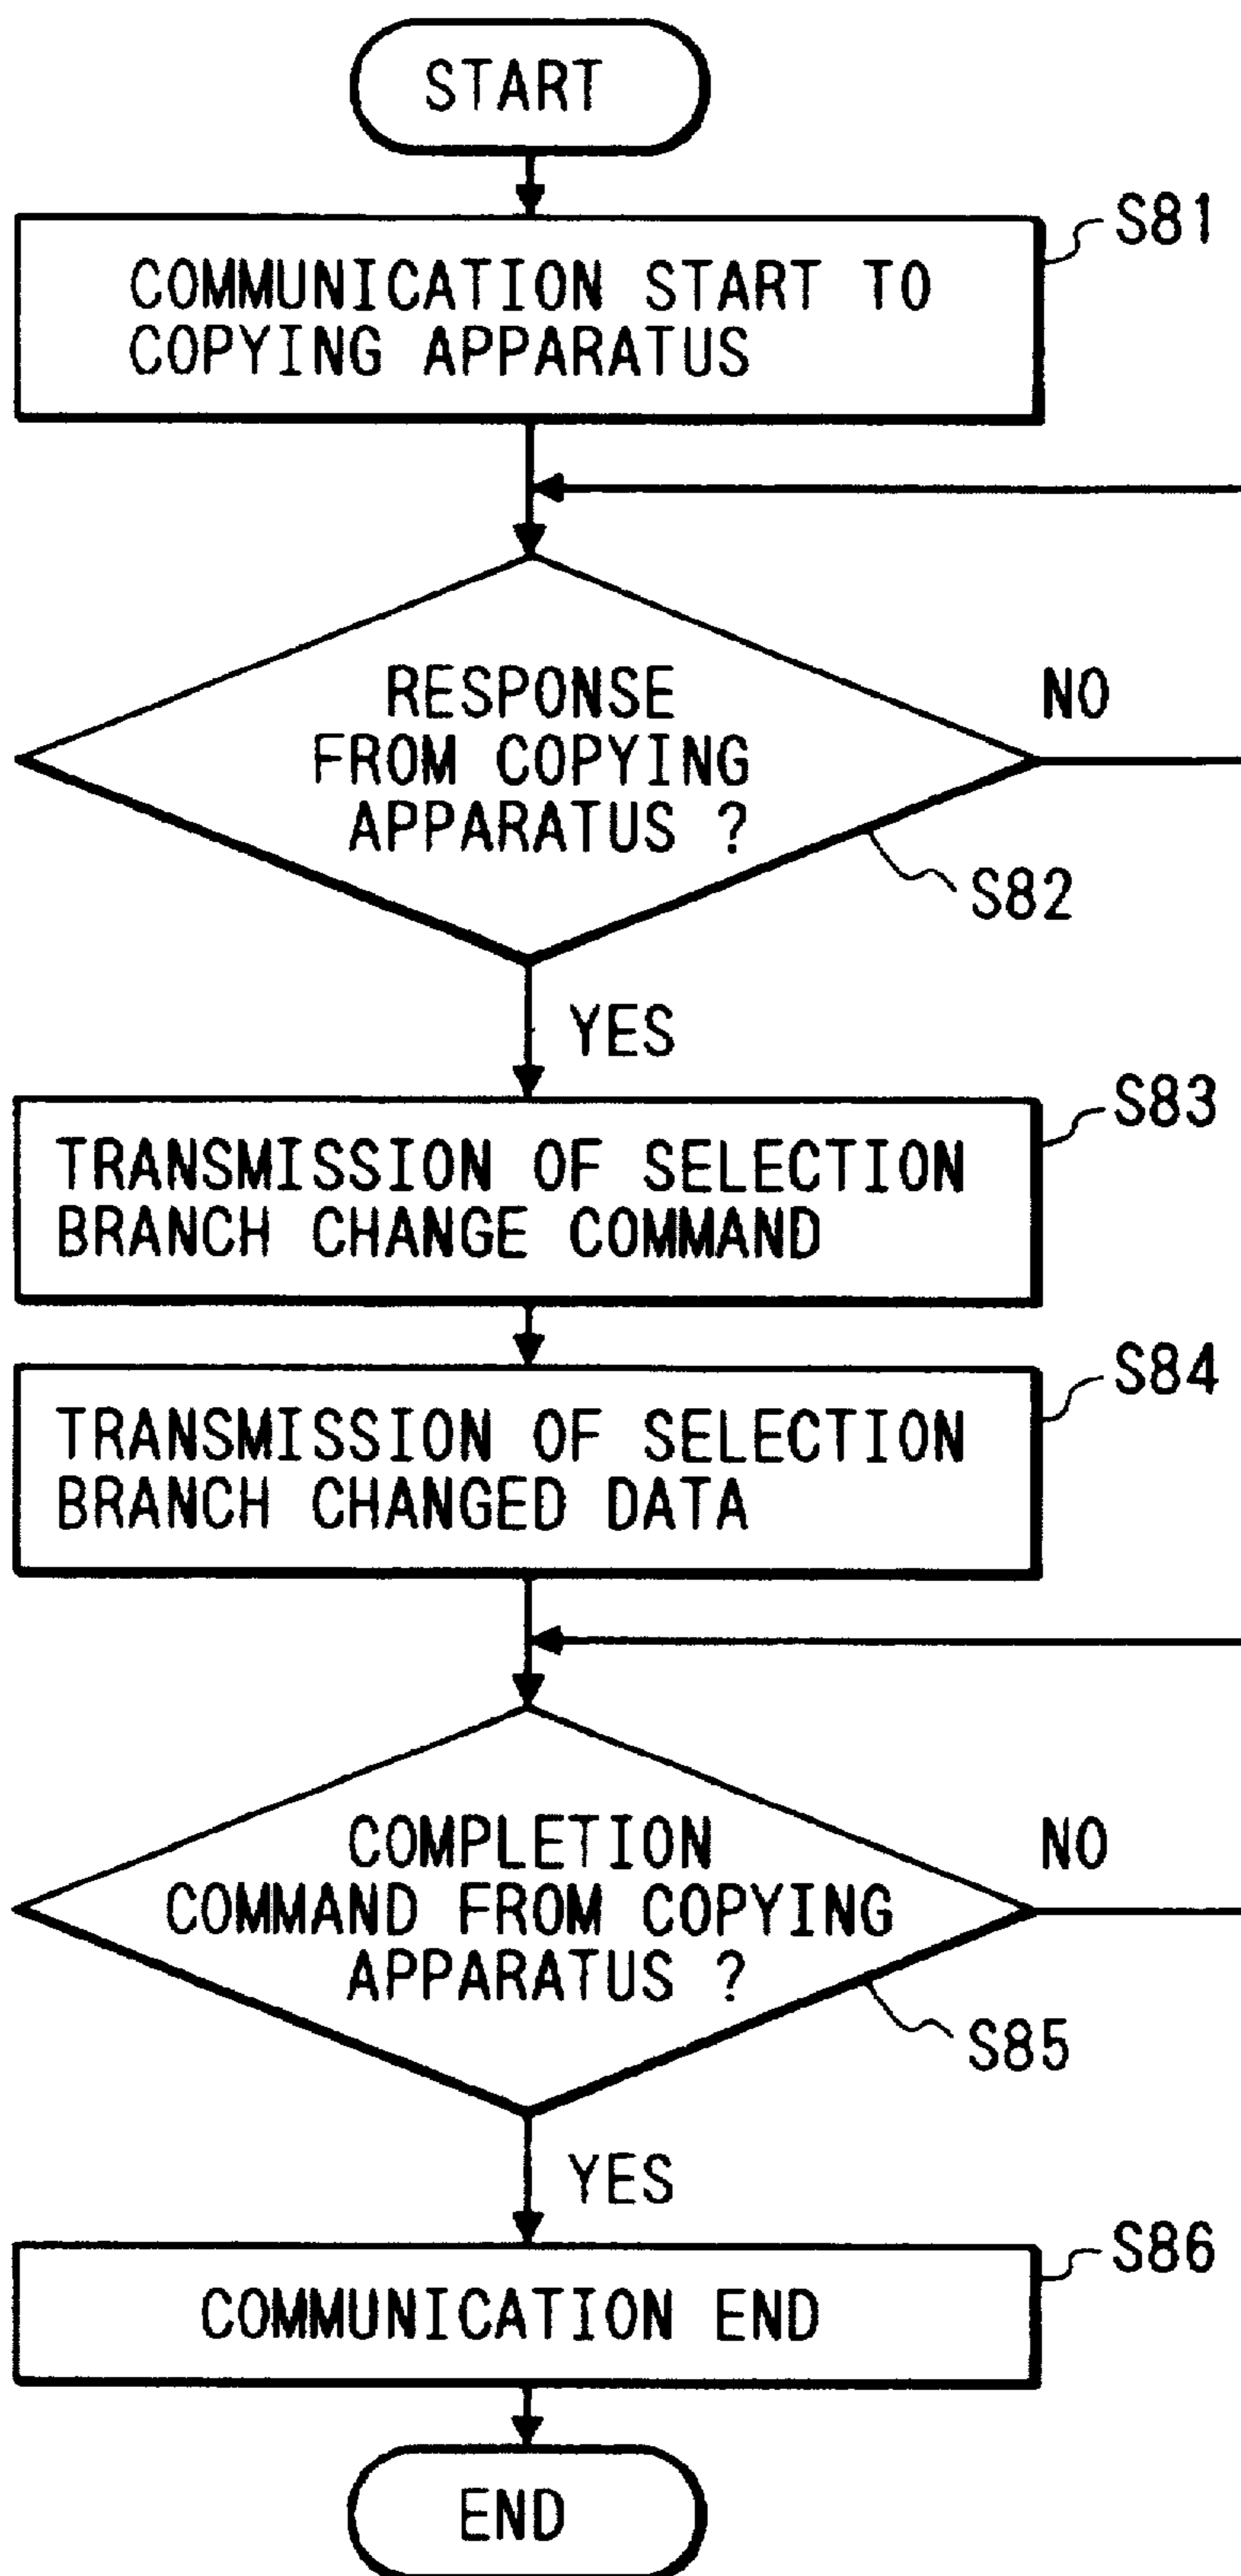 START
S81
COMMUNICATION START TO
COPYING APPARATUS
RESPONSE
FROM COPYING
APPARATUS ?
NO
S82
YES
S83
TRANSMISSION OF SELECTION
BRANCH CHANGE COMMAND
S84
TRANSMISSION OF SELECTION
BRANCH CHANGED DATA
COMPLETION
COMMAND FROM COPYING
APPARATUS ?
NO
S85
YES
S86
COMMUNICATION END
END